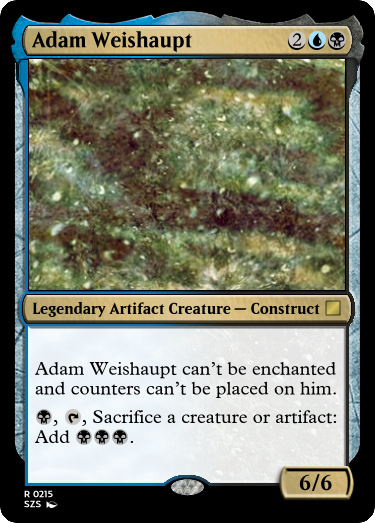 Adam Weishaupt 2
Legendary Artifact Creature — Construct
Adam Weishaupt can't be enchanted
and counters can't be placed on him.
, , Sacrifice a creature or artifact:
Add .
6/6
R 0215
SZS